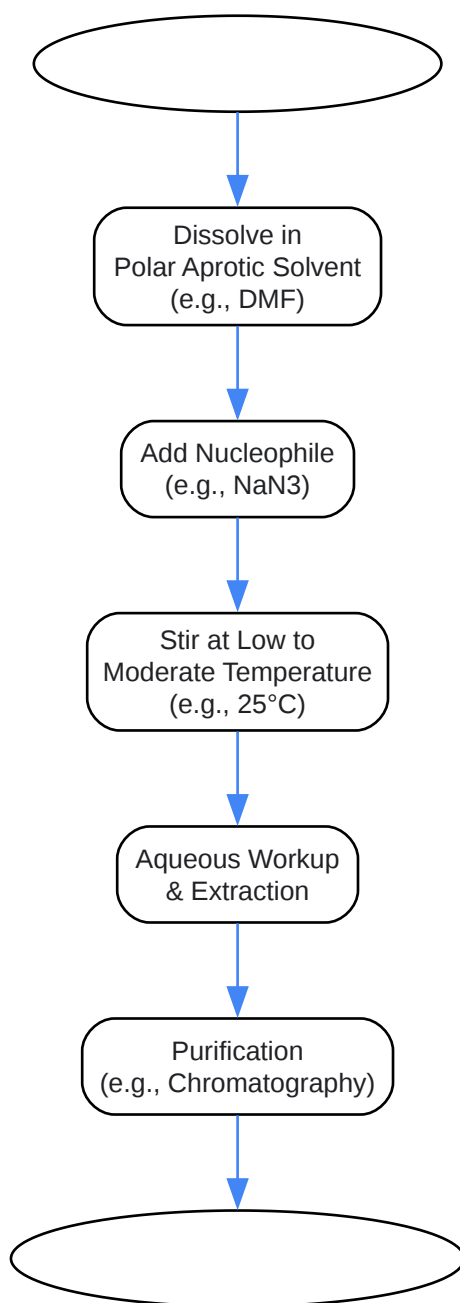 Dissolve in
Polar Aprotic Solvent
(e.g., DMF)
Add Nucleophile
(e.g., NaN3)
Stir at Low to
Moderate Temperature
(e.g., 25°C)
Aqueous Workup
& Extraction
Purification
(e.g., Chromatography)